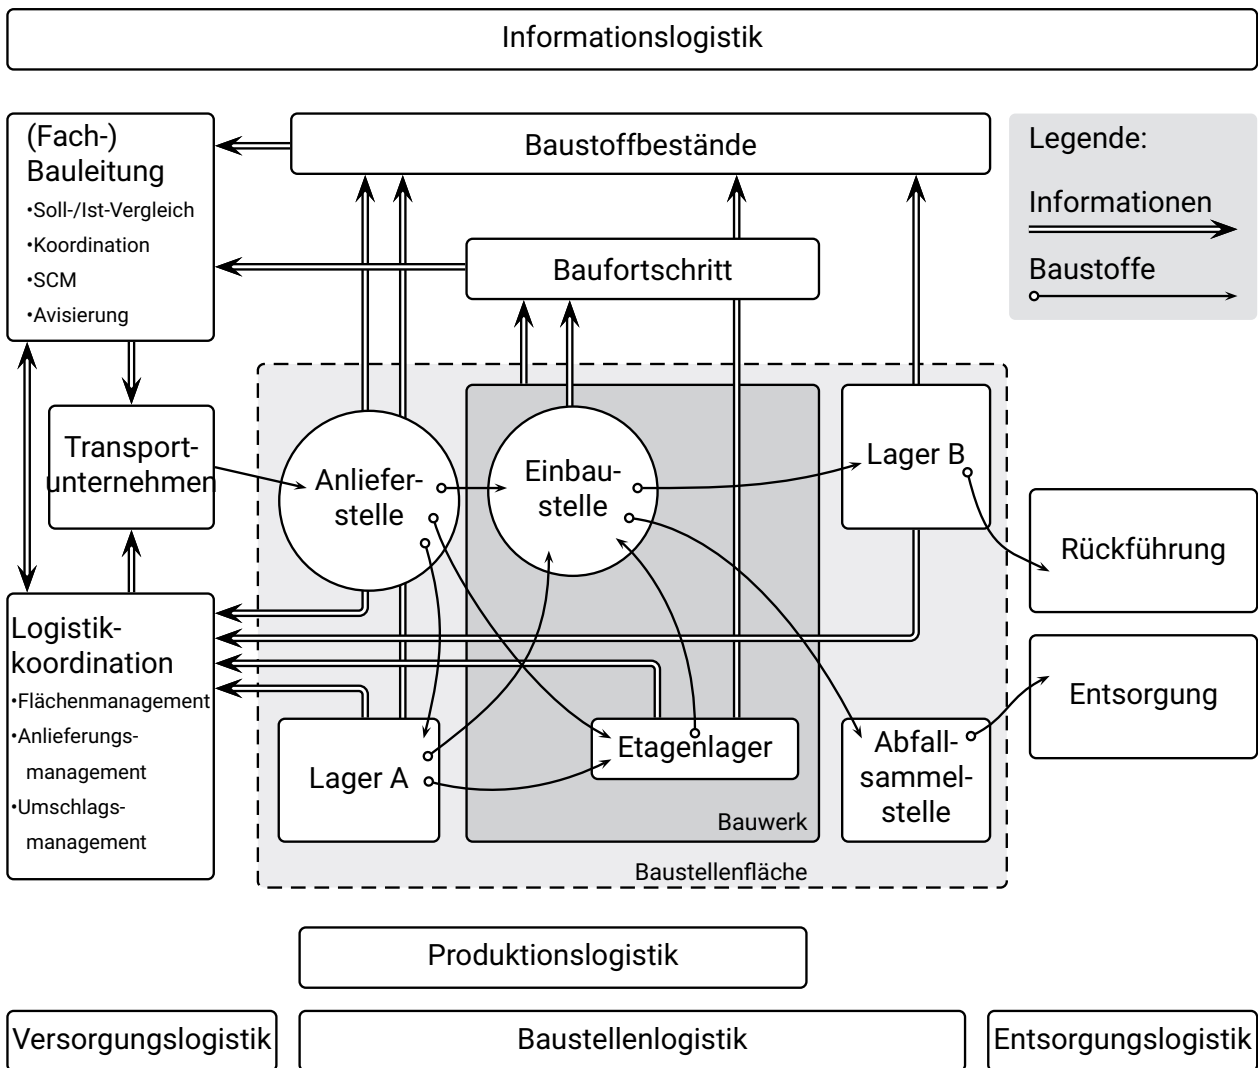 Informationslogistik
(Fach-)
Bauleitung
•Soll-/Ist-Vergleich
•Koordination
•SCM
•Avisierung
Baustoffbestände
Legende:
Informationen
Baustoffe
Baufortschritt
Transport-
unternehmen
Anliefer-
stelle
Einbau-
stelle
Lager B
Rückführung
Logistik-
koordination
•Flächenmanagement
•Anlieferungs-
management
•Umschlags-
management
Lager A
Etagenlager
Abfall-
sammel-
stelle
Entsorgung
Bauwerk
Baustellenfläche
Produktionslogistik
Versorgungslogistik
Baustellenlogistik
Entsorgungslogistik